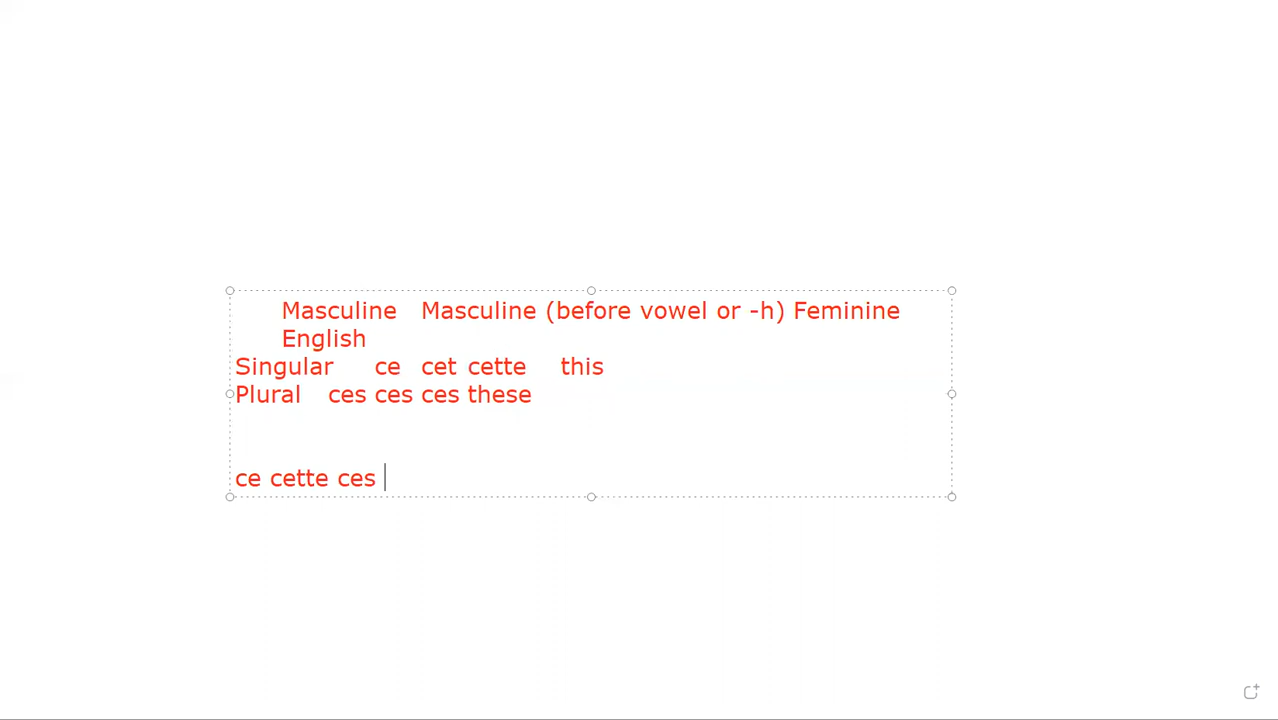 Masculine Masculine (before vowel or -h) Feminine
English
Singular ce cet cette this
Plural ces ces ces these
ce cette ces